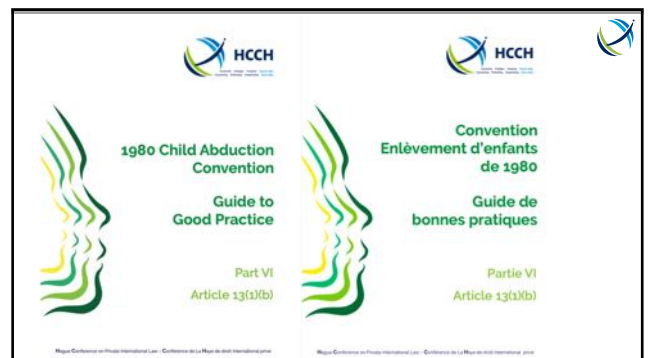 HCCH
1980 Child Abduction
Convention
Guide to
Good Practice
Part VI
Article 13(1)(b)
Hague Conference on Private International Law - Conférence de La Haye de droit international privé
HCCH
Convention
Enlèvement d'enfants
de 1980
Guide de
bonnes pratiques
Partie VI
Article 13(1)(b)
Hague Conference on Private International Law - Conférence de La Haye de droit international privé